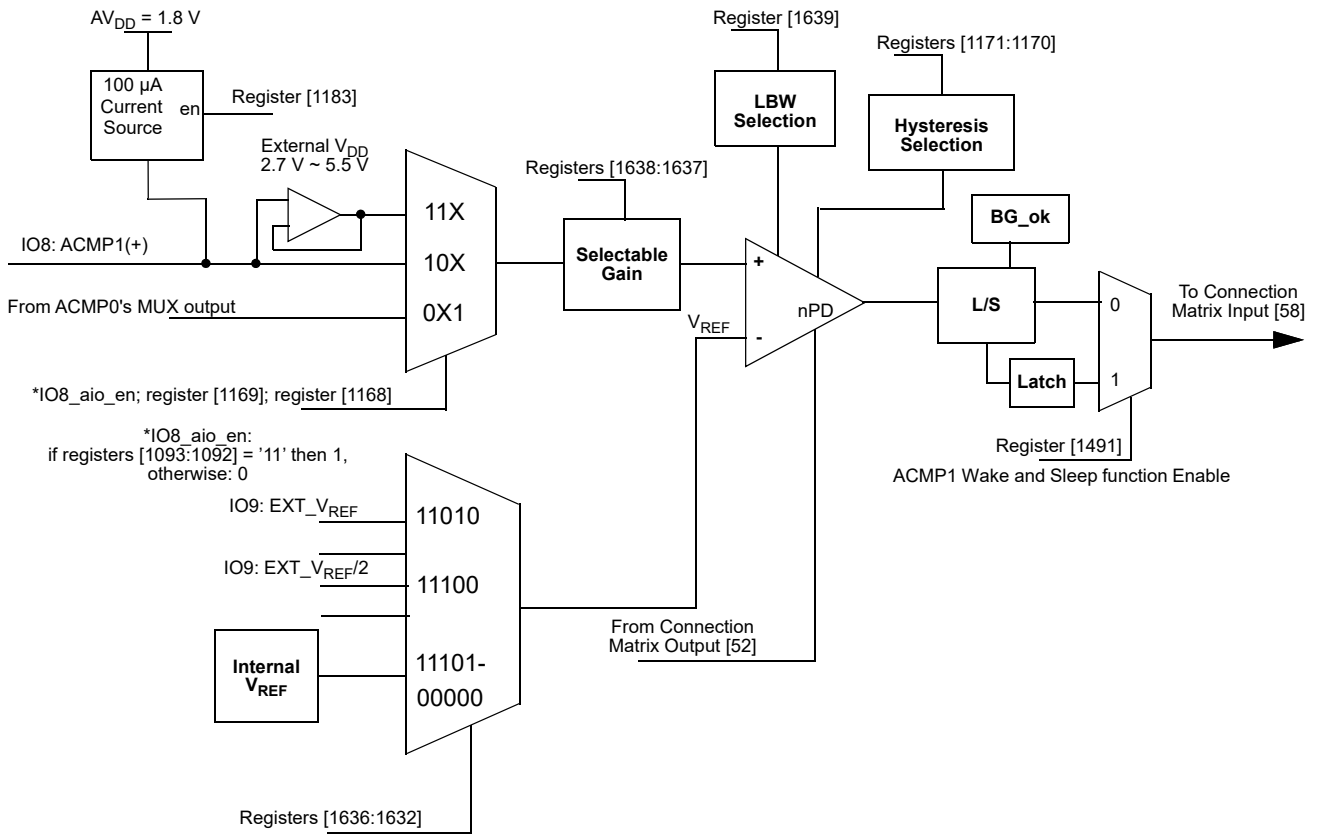 AVDD = 1.8 V
100 µA
Current
Source
en
Register [1183]
External VDD
2.7 V ~ 5.5 V
IO8: ACMP1(+)
From ACMP0's MUX output
11X
10X
0X1
*IO8_aio_en; register [1169]; register [1168]
*IO8_aio_en:
if registers [1093:1092] = '11' then 1,
otherwise: 0
Registers [1638:1637]
Selectable
Gain
Register [1639]
LBW
Selection
Registers [1171:1170]
Hysteresis
Selection
+
-
nPD
VREF
BG_ok
L/S
Latch
0
1
To Connection
Matrix Input [58]
Register [1491]
ACMP1 Wake and Sleep function Enable
IO9: EXT_VREF
IO9: EXT_VREF/2
11010
11100
11101-
00000
Internal
VREF
From Connection
Matrix Output [52]
Registers [1636:1632]